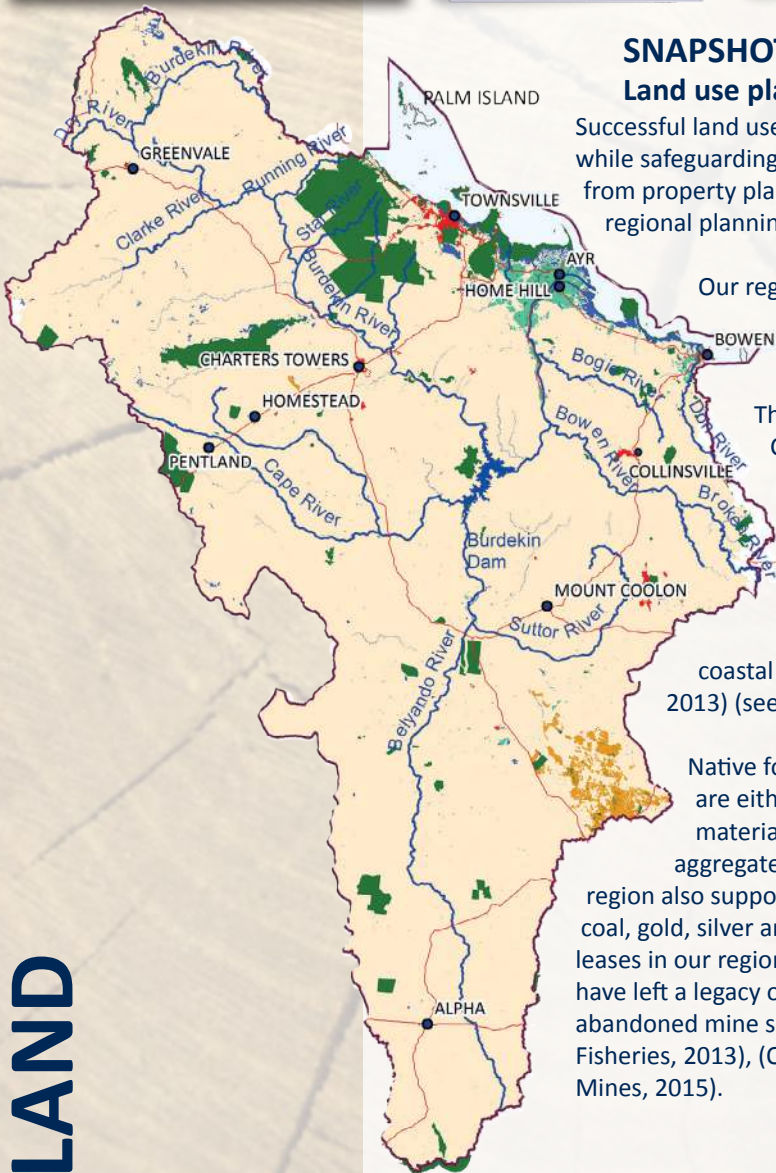 SNAPSHOT
Land use pla
Successful land use
while safeguarding
from property pla
regional planning
Our reg
Th
C
coastal
2013) (see
Native fo
are eith
materia
aggregate
region also suppo
coal, gold, silver a
leases in our region
have left a legacy o
abandoned mine s
Fisheries, 2013), (C
Mines, 2015).
LAND
PALM ISLAND
Burdekin River
Dry River
GREENVALE
Running River
Clarke River
Star River
TOWNSVILLE
Burdekin River
AYR
HOME HILL
BOWEN
CHARTERS TOWERS
Bogie River
Don River
HOMESTEAD
Bowen River
PENTLAND
COLLINSVILLE
Cape River
Broken River
Burdekin
Dam
MOUNT COOLON
Suttor River
Belyando River
ALPHA